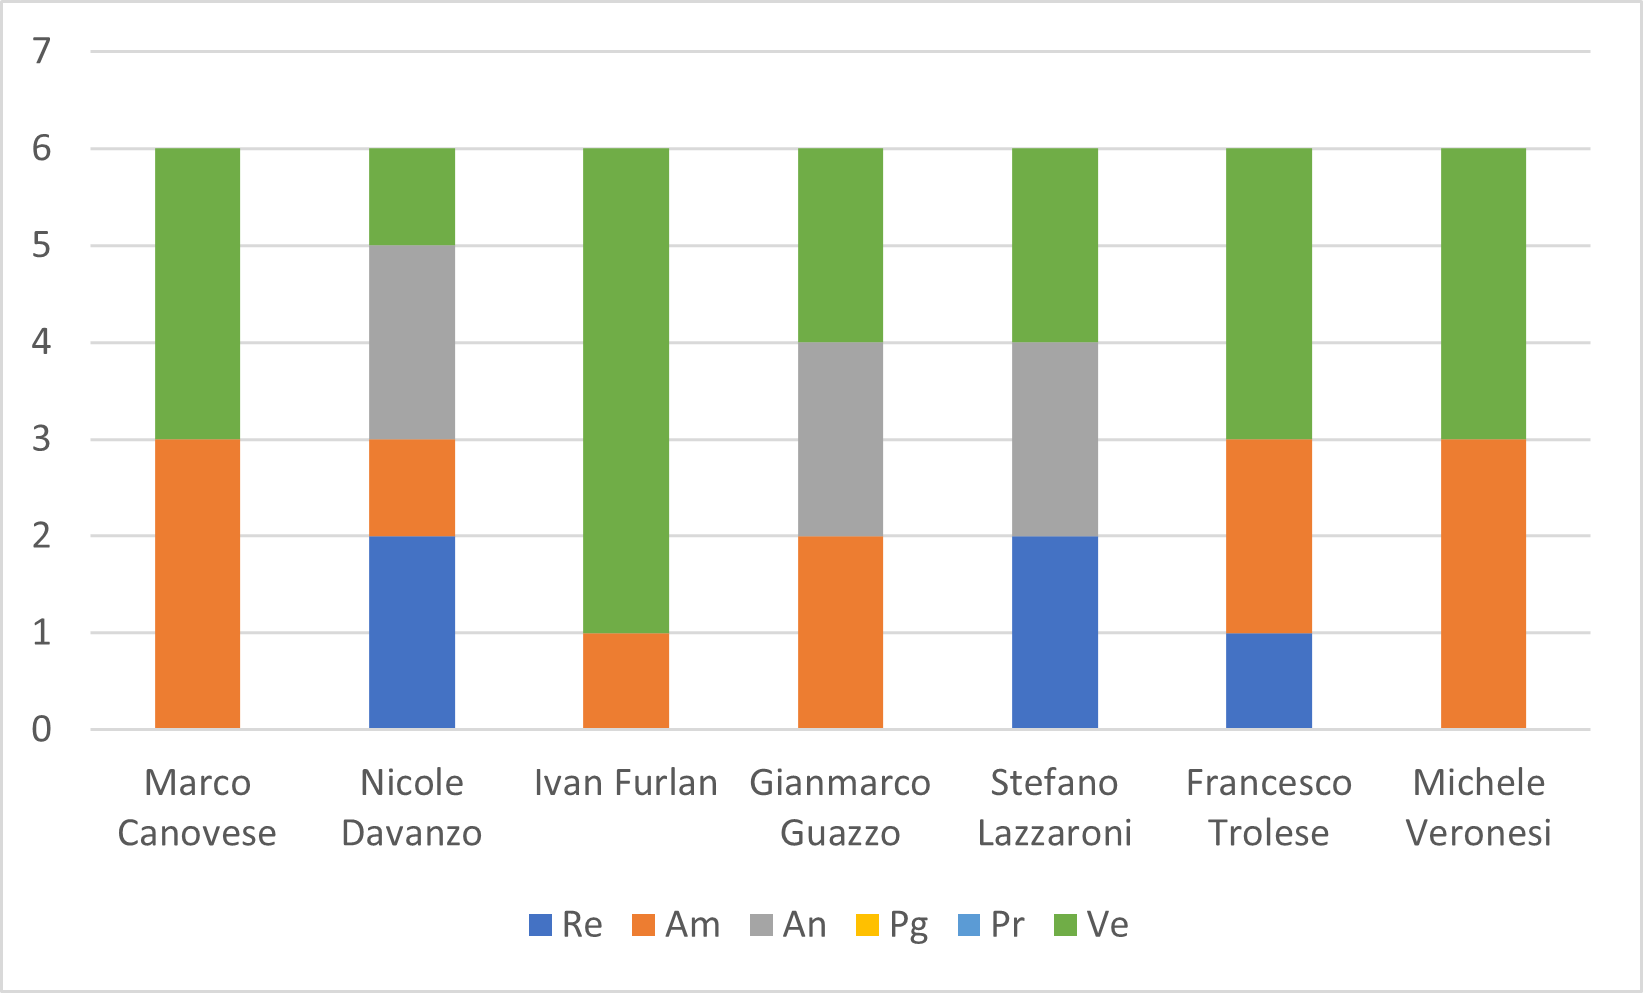 7
6
5
4
3
2
1
0
Marco Canovese
Nicole Davanzo
Ivan Furlan
Gianmarco Guazzo
Stefano Lazzaroni
Francesco Trolese
Michele Veronesi
Re Am An Pg Pr Ve